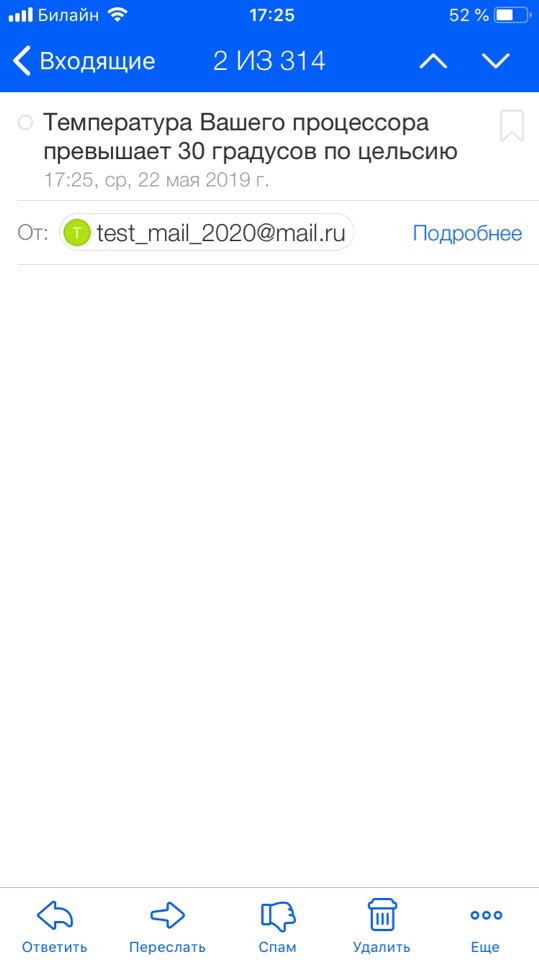 Билайн 17:25 52 %
Входящие 2 ИЗ 314
Температура Вашего процессора
превышает 30 градусов по цельсию
17:25, ср, 22 мая 2019 г.
От: T test_mail_2020@mail.ru Подробнее
Ответить Переслать Спам Удалить Еще